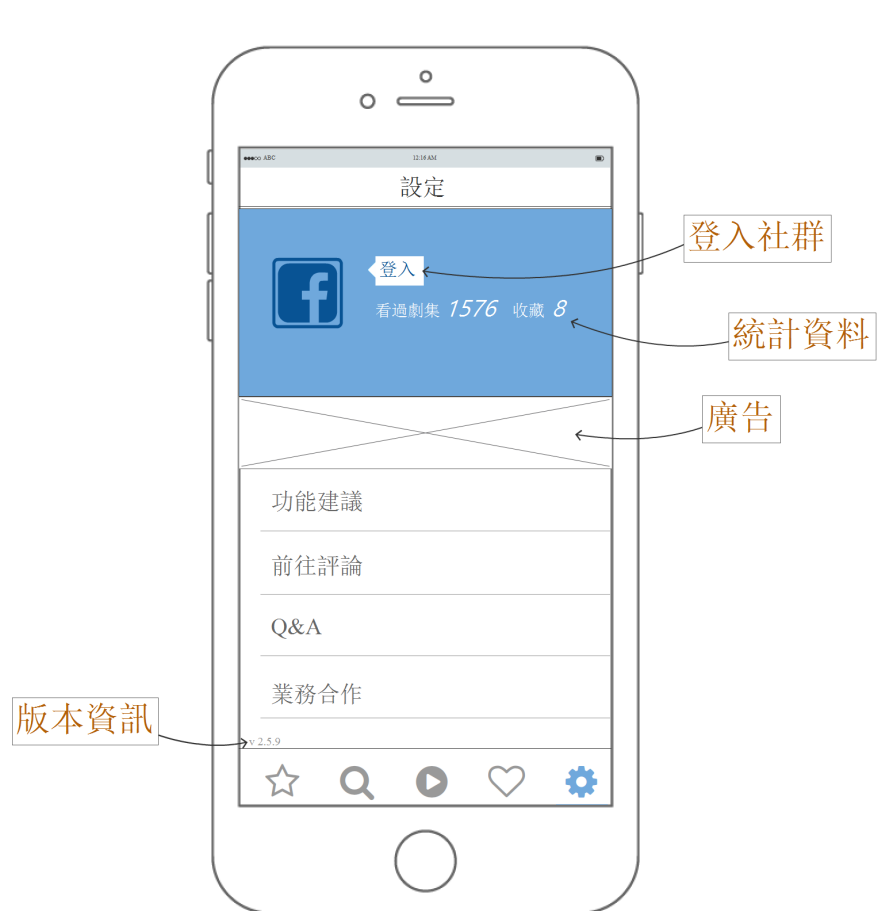 ABC 12:16 AM
設定
登入
登入社群
看過劇集 1576 收藏 8
統計資料
廣告
功能建議
前往評論
Q&A
業務合作
版本資訊
v 2.5.9